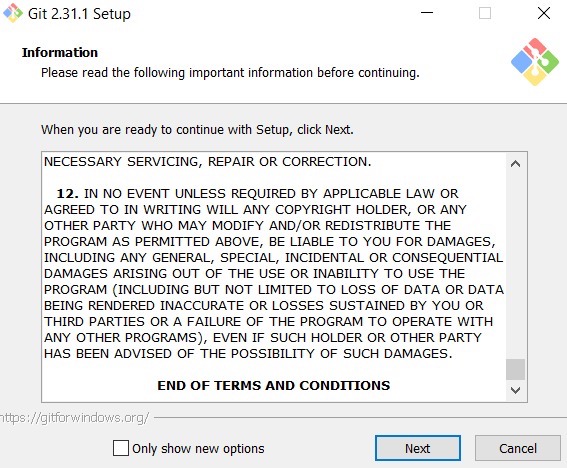 Git 2.31.1 Setup
Information
Please read the following important information before continuing.
When you are ready to continue with Setup, click Next.
NECESSARY SERVICING, REPAIR OR CORRECTION.
12. IN NO EVENT UNLESS REQUIRED BY APPLICABLE LAW OR
AGREED TO IN WRITING WILL ANY COPYRIGHT HOLDER, OR ANY
OTHER PARTY WHO MAY MODIFY AND/OR REDISTRIBUTE THE
PROGRAM AS PERMITTED ABOVE, BE LIABLE TO YOU FOR DAMAGES,
INCLUDING ANY GENERAL, SPECIAL, INCIDENTAL OR CONSEQUENTIAL
DAMAGES ARISING OUT OF THE USE OR INABILITY TO USE THE
PROGRAM (INCLUDING BUT NOT LIMITED TO LOSS OF DATA OR DATA
BEING RENDERED INACCURATE OR LOSSES SUSTAINED BY YOU OR
THIRD PARTIES OR A FAILURE OF THE PROGRAM TO OPERATE WITH
ANY OTHER PROGRAMS), EVEN IF SUCH HOLDER OR OTHER PARTY
HAS BEEN ADVISED OF THE POSSIBILITY OF SUCH DAMAGES.
END OF TERMS AND CONDITIONS
https://gitforwindows.org/
Only show new options
Next
Cancel